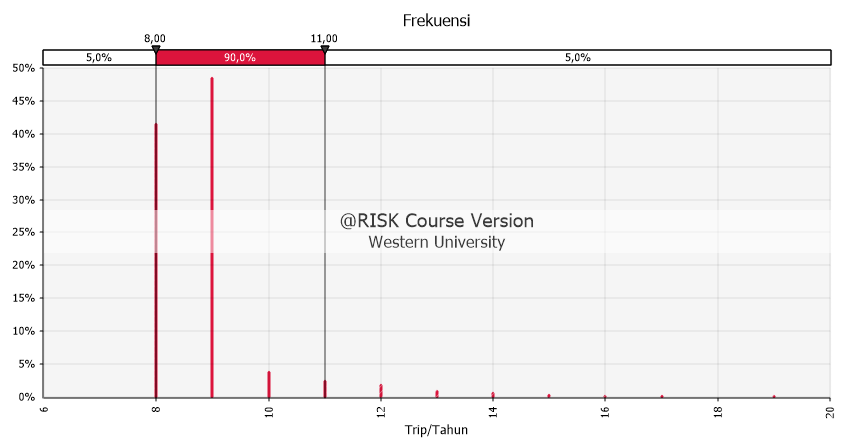 Frekuensi
8,00 11,00
5,0% 90,0% 5,0%
50%
45%
40%
35%
30%
25%
20%
15%
10%
5%
0%
@RISK Course Version
Western University
6 8 10 12 14 16 18 20
Trip/Tahun